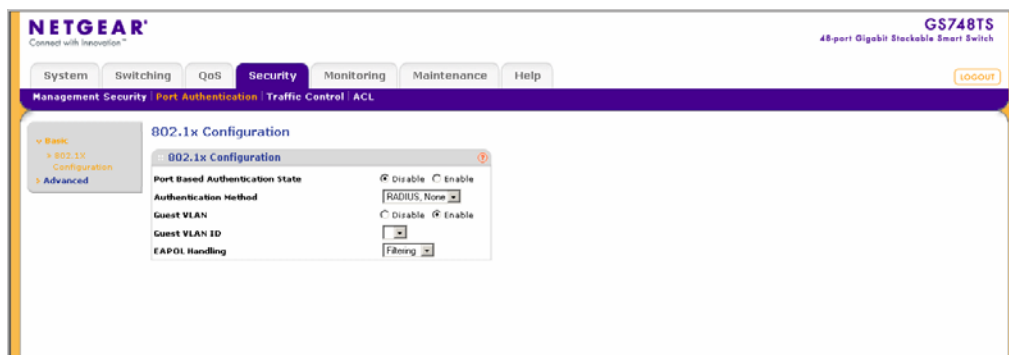 NETGEAR®
Connect with Innovation™
GS748TS
48-port Gigabit Stackable Smart Switch
System Switching QoS Security Monitoring Maintenance Help
LOGOUT
Management Security Port Authentication Traffic Control ACL
Basic
802.1X
Configuration
Advanced
802.1x Configuration
802.1x Configuration
Port Based Authentication State Disable Enable
Authentication Method RADIUS, None
Guest VLAN Disable Enable
Guest VLAN ID
EAPOL Handling Filtering